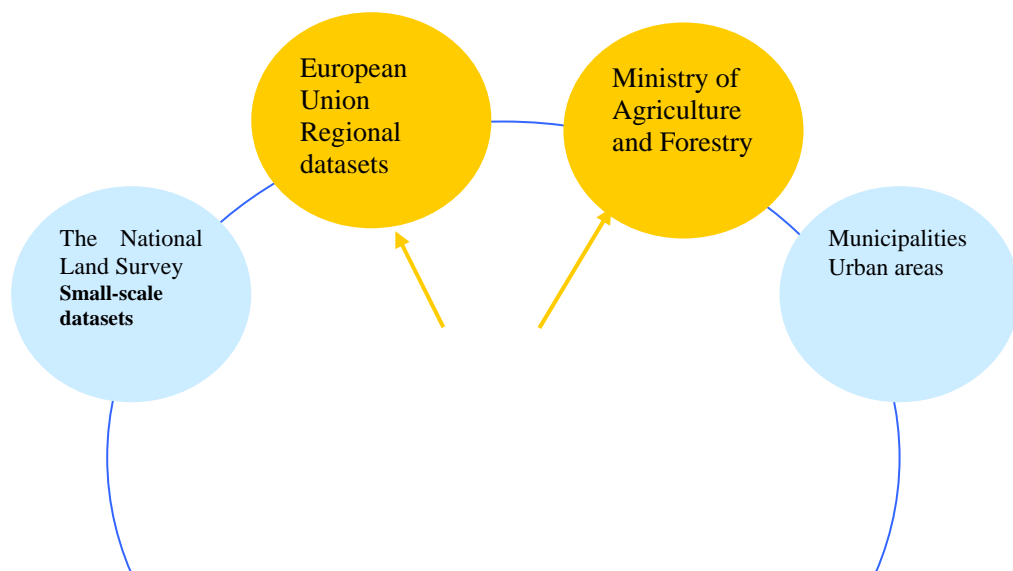 European
Union
Regional
datasets
Ministry of
Agriculture
and Forestry
The National
Land Survey
Small-scale
datasets
Municipalities
Urban areas